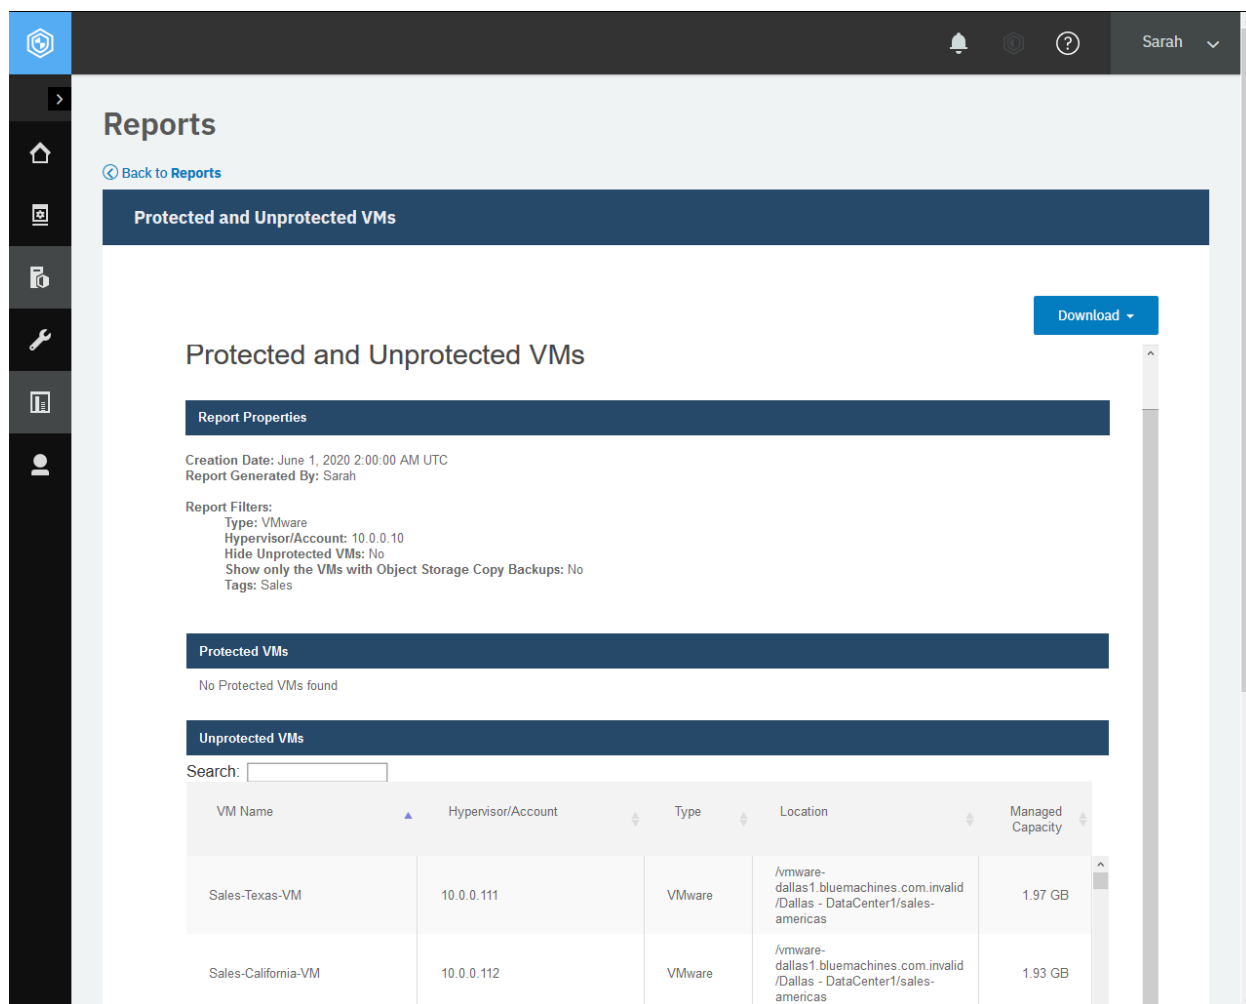 Sarah
Reports
Back to Reports
Protected and Unprotected VMs
Download
Protected and Unprotected VMs
Report Properties
Creation Date: June 1, 2020 2:00:00 AM UTC
Report Generated By: Sarah
Report Filters:
Type: VMware
Hypervisor/Account: 10.0.0.10
Hide Unprotected VMs: No
Show only the VMs with Object Storage Copy Backups: No
Tags: Sales
Protected VMs
No Protected VMs found
Unprotected VMs
Search:
VM Name Hypervisor/Account Type Location Managed
Capacity
Sales-Texas-VM 10.0.0.111 VMware /vmware-
dallas1.bluemachines.com.invalid
/Dallas - DataCenter1/sales-
americas 1.97 GB
Sales-California-VM 10.0.0.112 VMware /vmware-
dallas1.bluemachines.com.invalid
/Dallas - DataCenter1/sales-
americas 1.93 GB